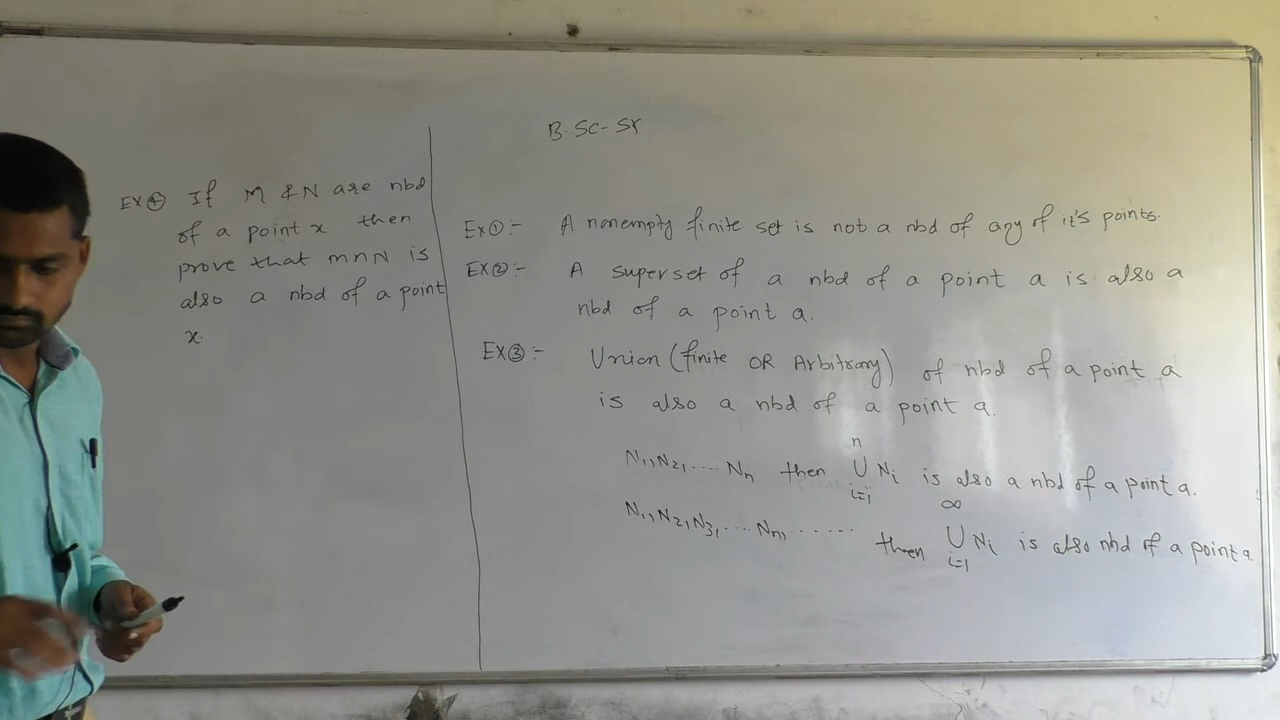 B.Sc-SY
Ex④ If M & N are nbd
of a point x then
prove that M∩N is
also a nbd of a point
x.
Ex①:- A nonempty finite set is not a nbd of any of it's points.
Ex②:- A superset of a nbd of a point a is also a
nbd of a point a.
Ex③:- Union (finite OR Arbitrary) of nbd of a point a
is also a nbd of a point a.
N₁, N₂, .... Nₙ then ⋃ᵢ₌₁ⁿ Nᵢ is also a nbd of a point a.
N₁, N₂, N₃, .... Nₘ, ....... then ⋃ᵢ₌₁^∞ Nᵢ is also nbd of a point a